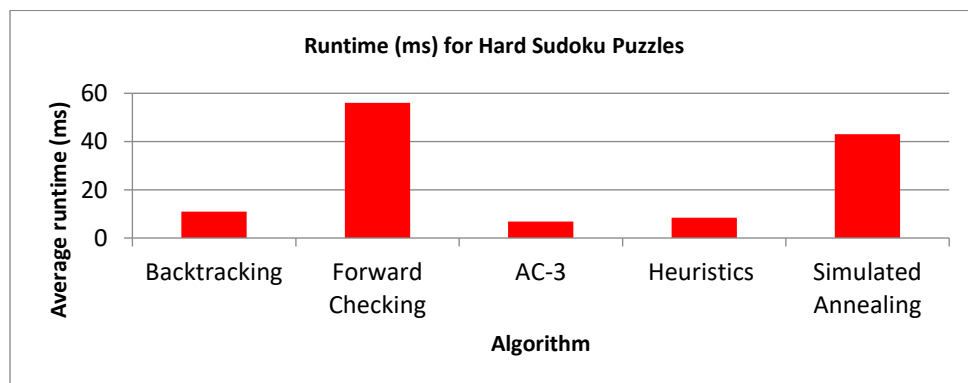 Runtime (ms) for Hard Sudoku Puzzles
Average runtime (ms)
60
40
20
0
Backtracking
Forward
Checking
AC-3
Heuristics
Simulated
Annealing
Algorithm